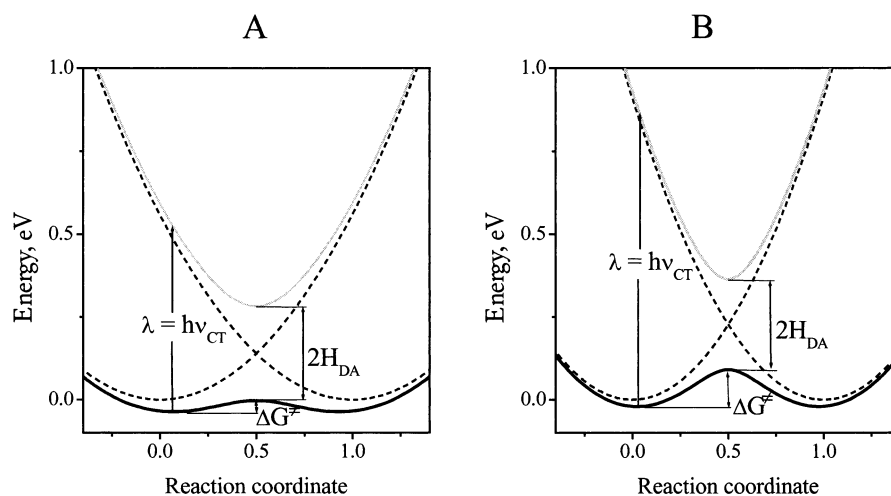 A
B
1.0
0.5
0.0
Energy, eV
λ = hν_CT
2H_DA
ΔG≠
0.0 0.5 1.0
Reaction coordinate
1.0
0.5
0.0
Energy, eV
λ = hν_CT
2H_DA
ΔG≠
0.0 0.5 1.0
Reaction coordinate